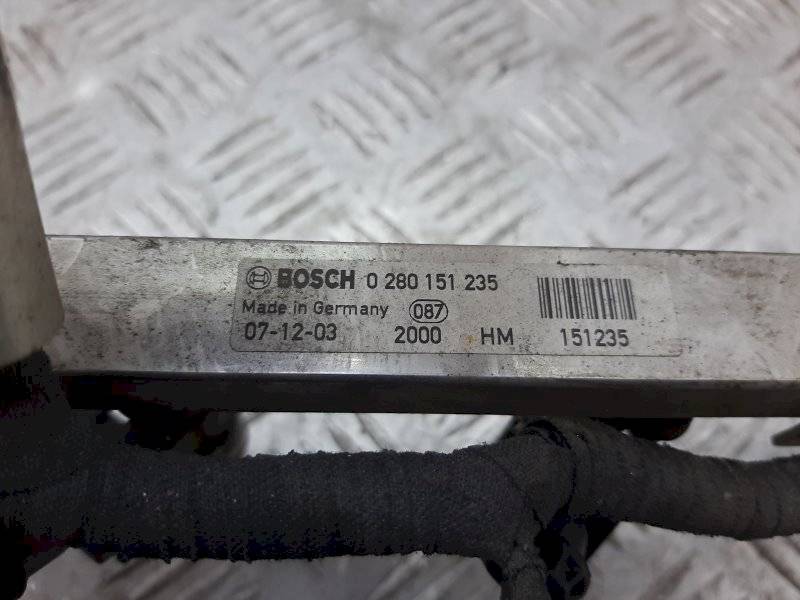 BOSCH 0 280 151 235
Made in Germany 087
07-12-03 2000 HM 151235